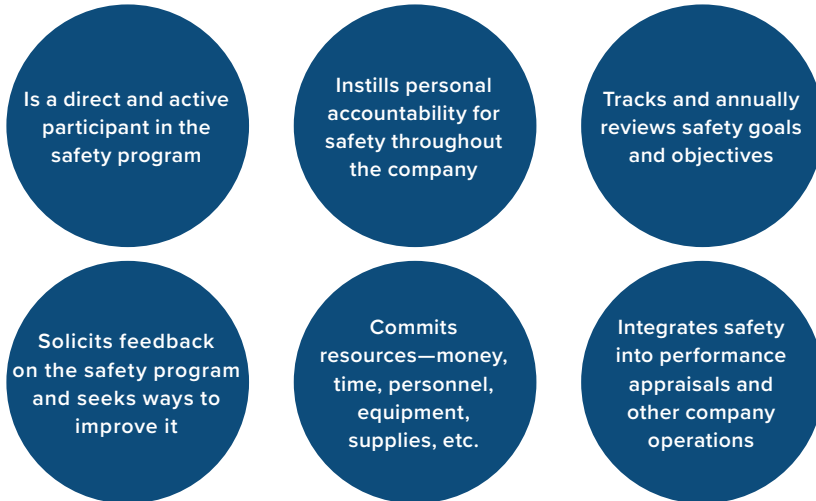 Is a direct and active
participant in the
safety program
Instills personal
accountability for
safety throughout
the company
Tracks and annually
reviews safety goals
and objectives
Solicits feedback
on the safety program
and seeks ways to
improve it
Commits
resources—money,
time, personnel,
equipment,
supplies, etc.
Integrates safety
into performance
appraisals and
other company
operations